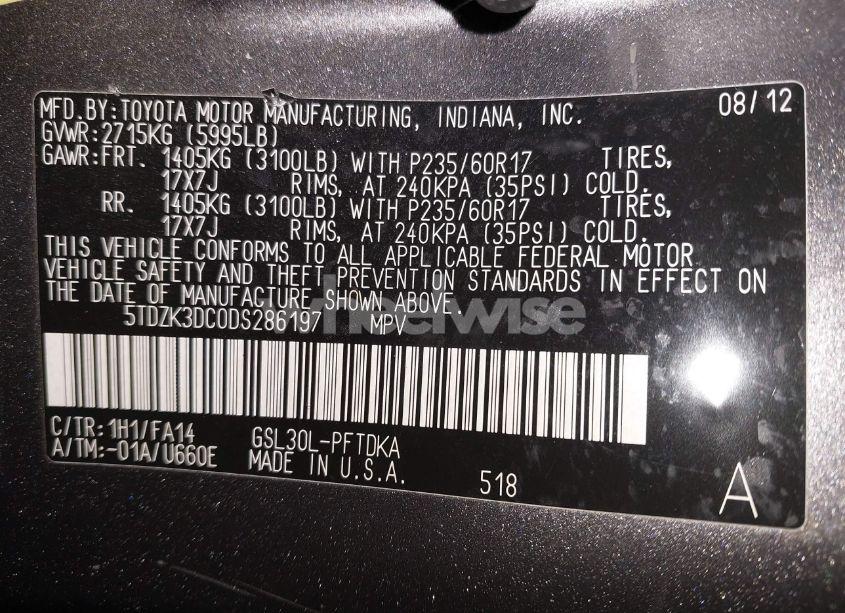 MFD.BY:TOYOTA MOTOR MANUFACTURING, INDIANA, INC. 08/12
GVWR:2715KG (5995LB)
GAWR:FRT. 1405KG (3100LB) WITH P235/60R17 TIRES,
17X7J RIMS, AT 240KPA (35PSI) COLD.
RR. 1405KG (3100LB) WITH P235/60R17 TIRES,
17X7J RIMS, AT 240KPA (35PSI) COLD.
THIS VEHICLE CONFORMS TO ALL APPLICABLE FEDERAL MOTOR
VEHICLE SAFETY AND THEFT PREVENTION STANDARDS IN EFFECT ON
THE DATE OF MANUFACTURE SHOWN ABOVE.
wheelwise
5TDZK3DC0DS286197 MPV
C/TR:1H1/FA14 GSL30L-PFTDKA
A/TM:-01A/U660E MADE IN U.S.A. 518
A